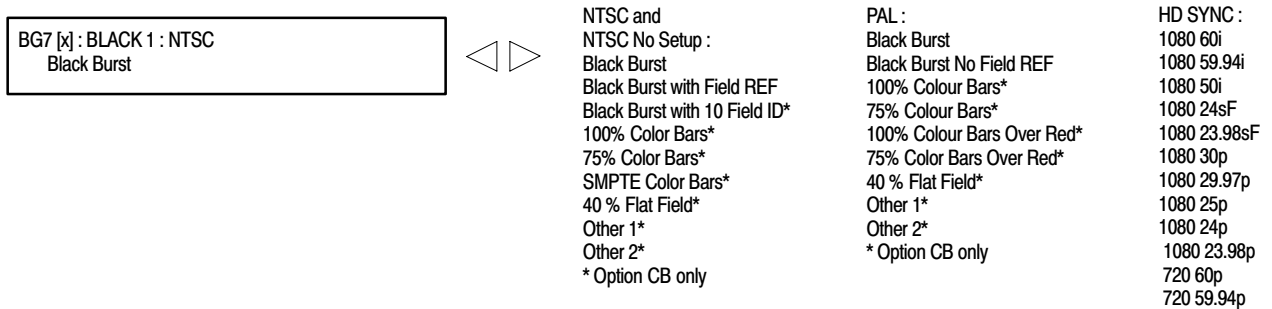 BG7 [x] : BLACK 1 : NTSC
Black Burst
NTSC and
NTSC No Setup :
Black Burst
Black Burst with Field REF
Black Burst with 10 Field ID*
100% Color Bars*
75% Color Bars*
SMPTE Color Bars*
40 % Flat Field*
Other 1*
Other 2*
* Option CB only
PAL :
Black Burst
Black Burst No Field REF
100% Colour Bars*
75% Colour Bars*
100% Colour Bars Over Red*
75% Color Bars Over Red*
40 % Flat Field*
Other 1*
Other 2*
* Option CB only
HD SYNC :
1080 60i
1080 59.94i
1080 50i
1080 24sF
1080 23.98sF
1080 30p
1080 29.97p
1080 25p
1080 24p
1080 23.98p
720 60p
720 59.94p